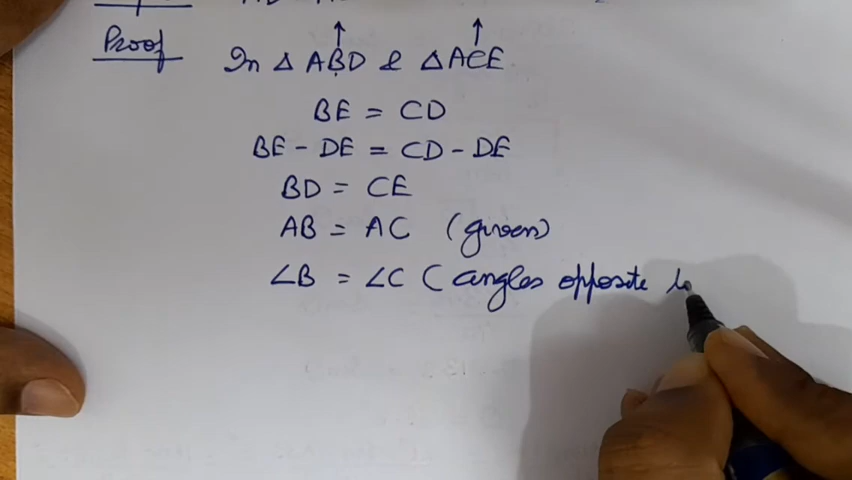 Proof
In △ ABD & △ACE
BE = CD
BE - DE = CD - DE
BD = CE
AB = AC (given)
∠B = ∠C (angles opposite to